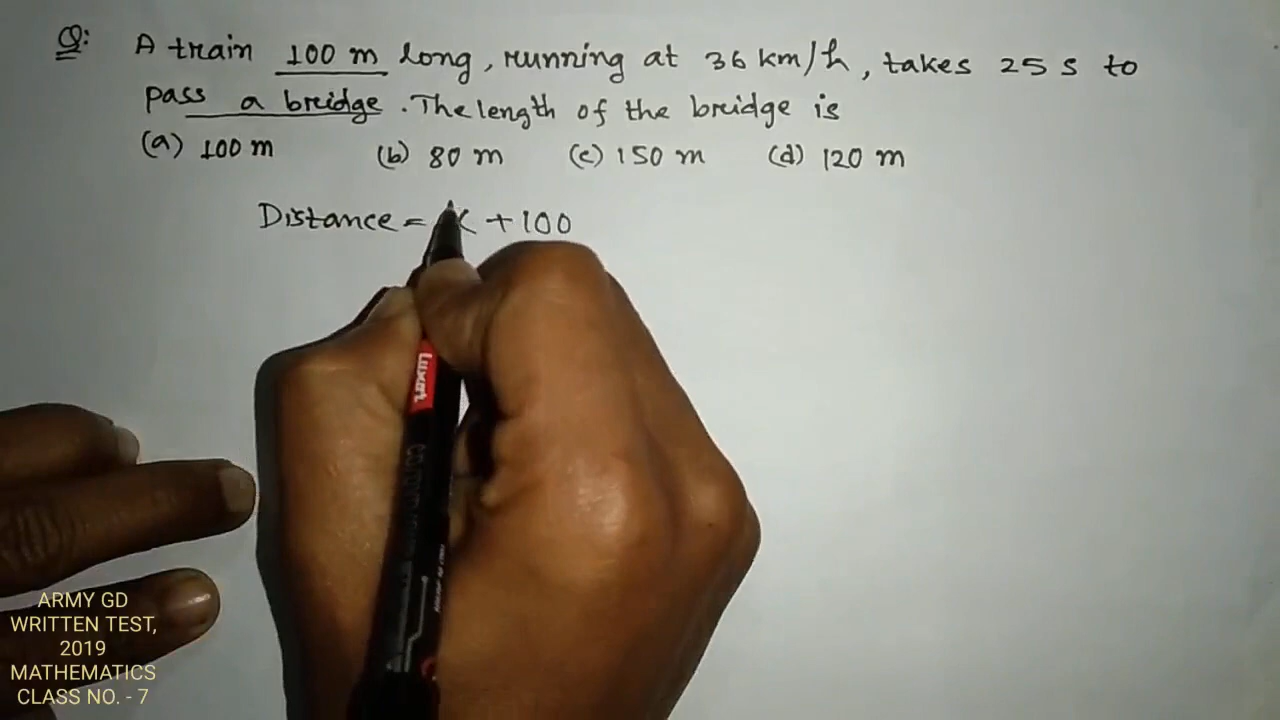 Q: A train 100 m long, running at 36 km/h, takes 25 s to
pass a bridge. The length of the bridge is
(a) 100 m (b) 80 m (c) 150 m (d) 120 m
Distance = x + 100
Luxor
ARMY GD
WRITTEN TEST,
2019
MATHEMATICS
CLASS NO. - 7